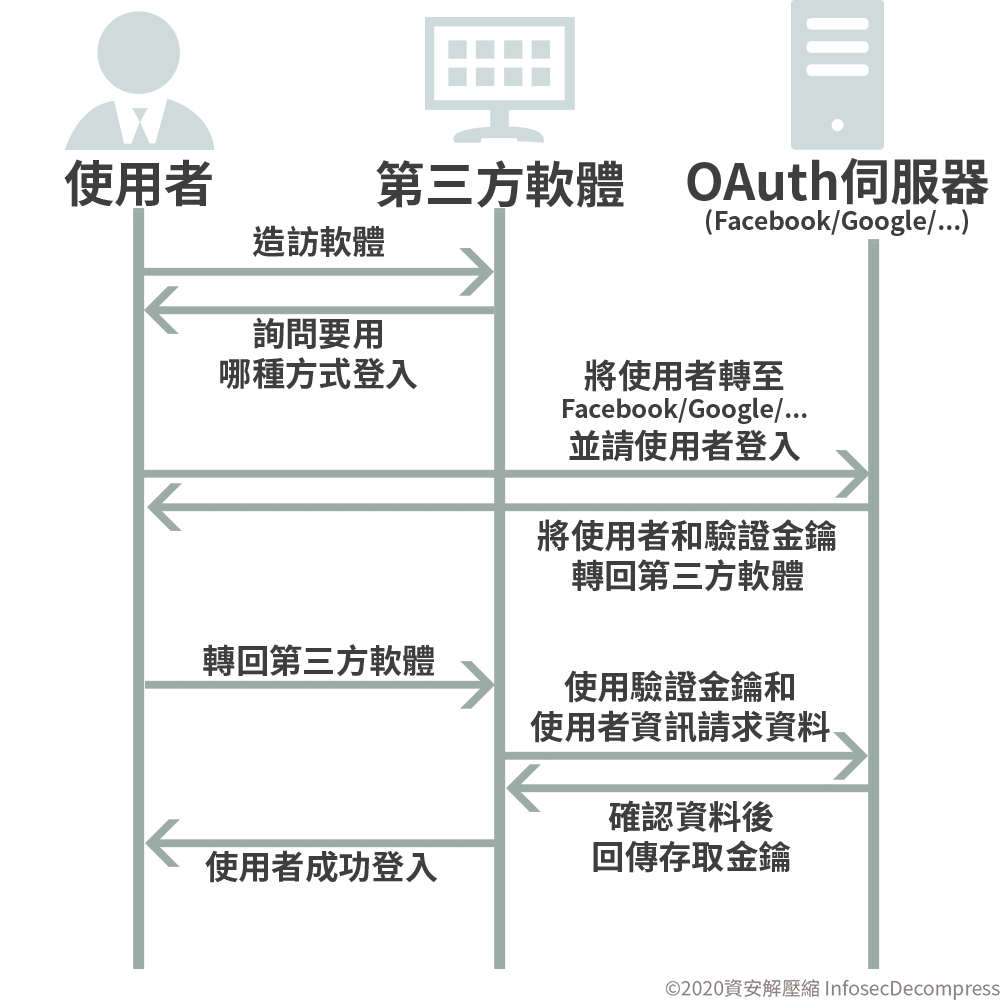 使用者
第三方軟體
OAuth伺服器
(Facebook/Google/...)
造訪軟體
詢問要用
哪種方式登入
將使用者轉至
Facebook/Google/...
並請使用者登入
將使用者和驗證金鑰
轉回第三方軟體
轉回第三方軟體
使用驗證金鑰和
使用者資訊請求資料
確認資料後
回傳存取金鑰
使用者成功登入
©2020資安解壓縮 InfosecDecompress